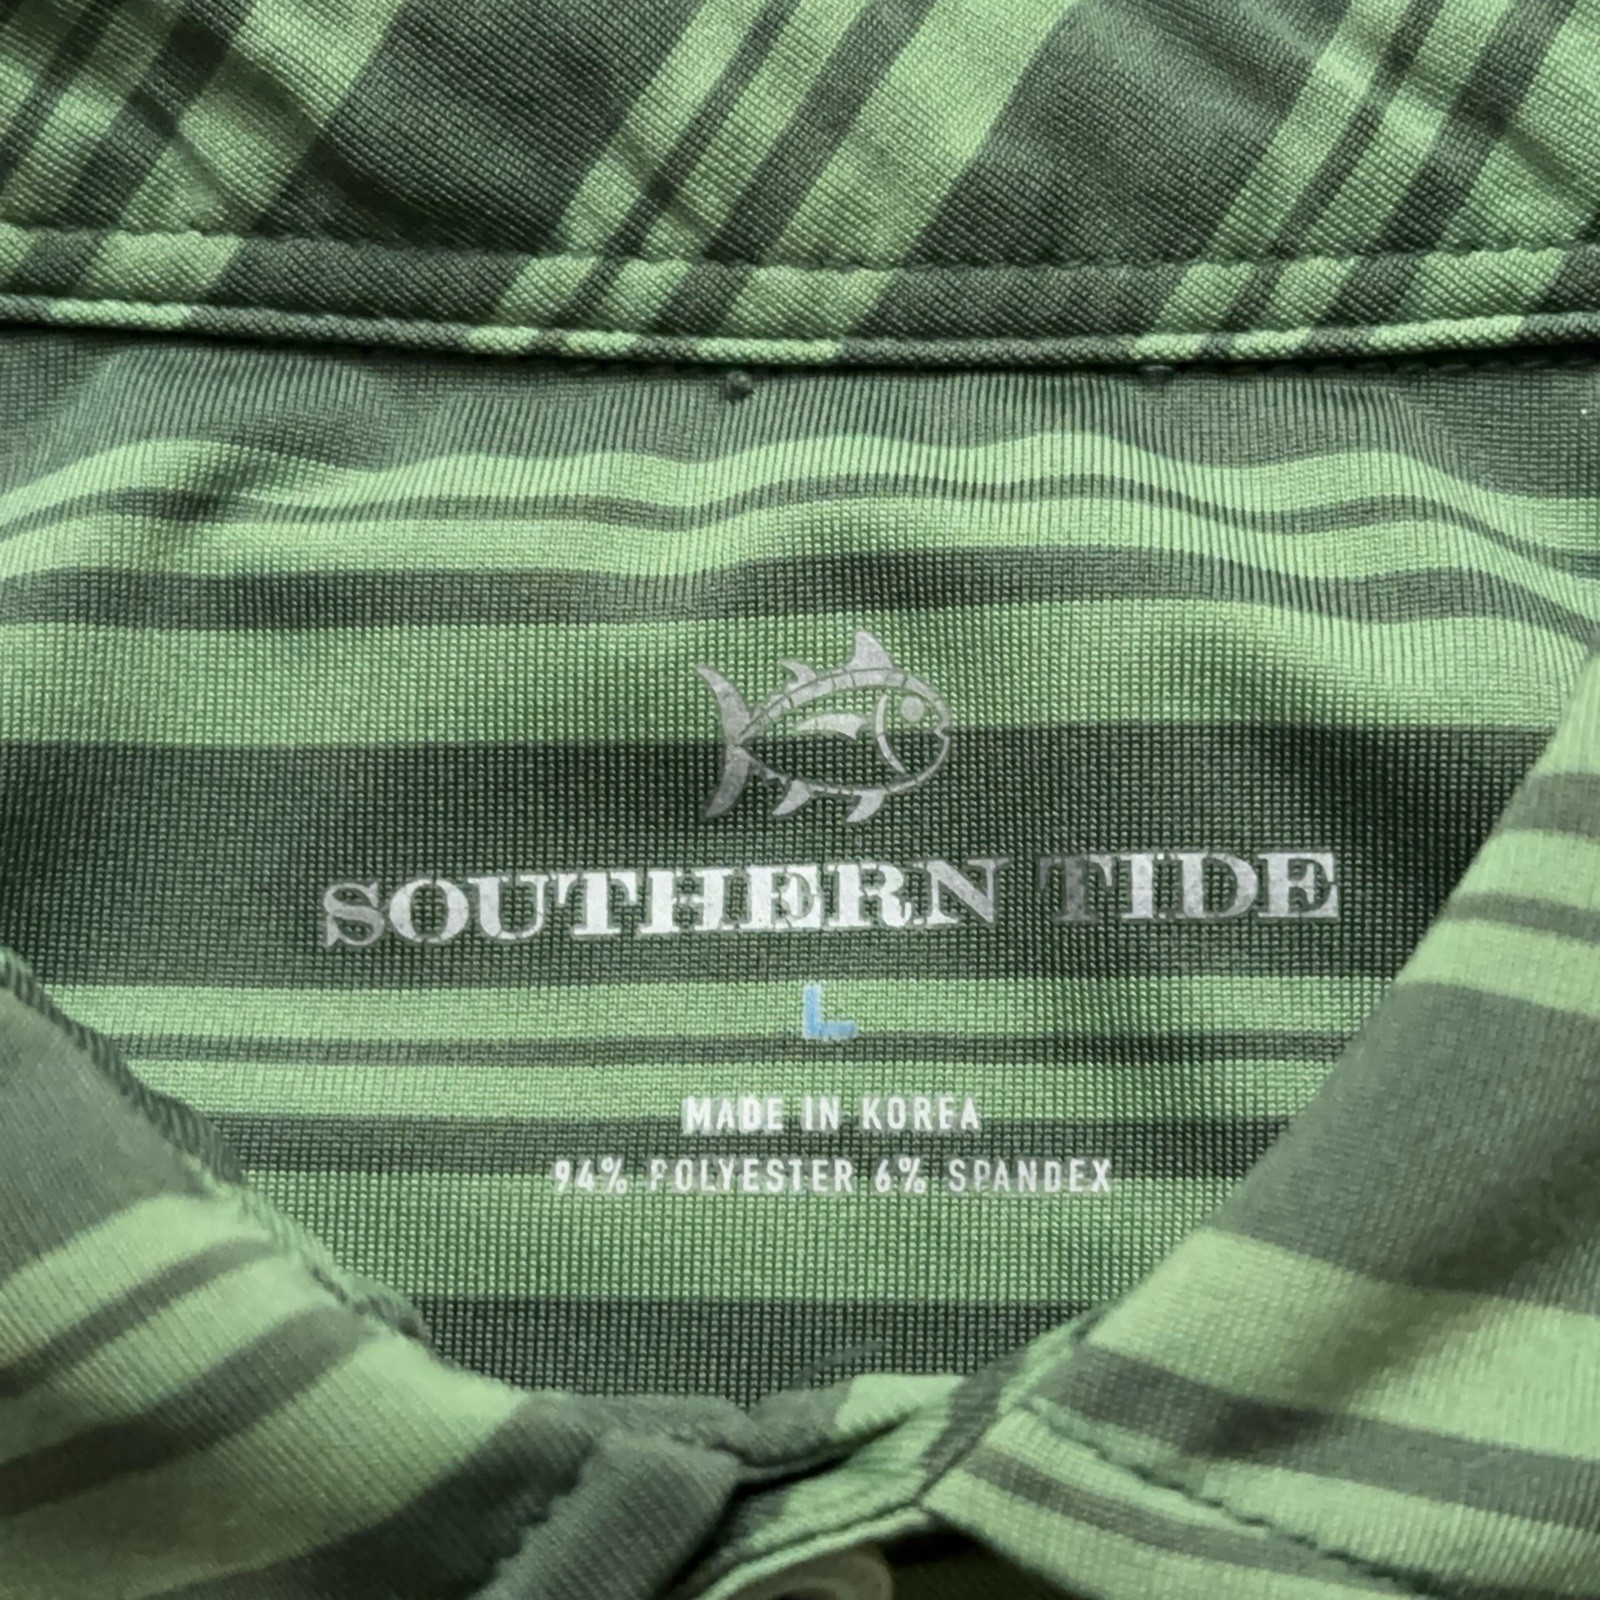 SOUTHERN TIDE
L
MADE IN KOREA
94% POLYESTER 6% SPANDEX